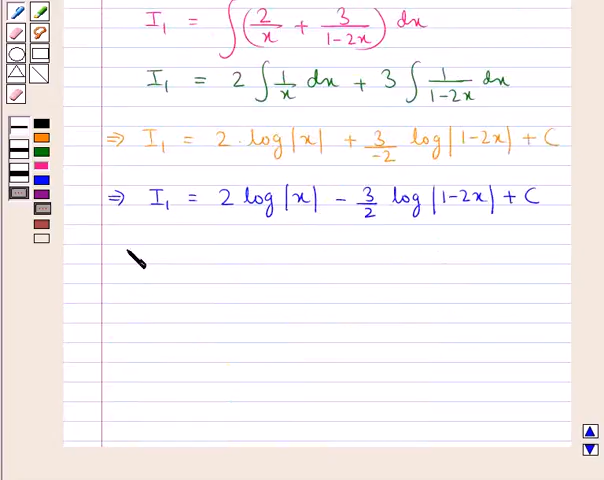 I₁ = ∫(2/x + 3/(1-2x)) dx
I₁ = 2 ∫ 1/x dx + 3 ∫ 1/(1-2x) dx
⇒ I₁ = 2 . log|x| + 3/-2 log|1-2x| + C
⇒ I₁ = 2 log|x| - 3/2 log|1-2x| + C